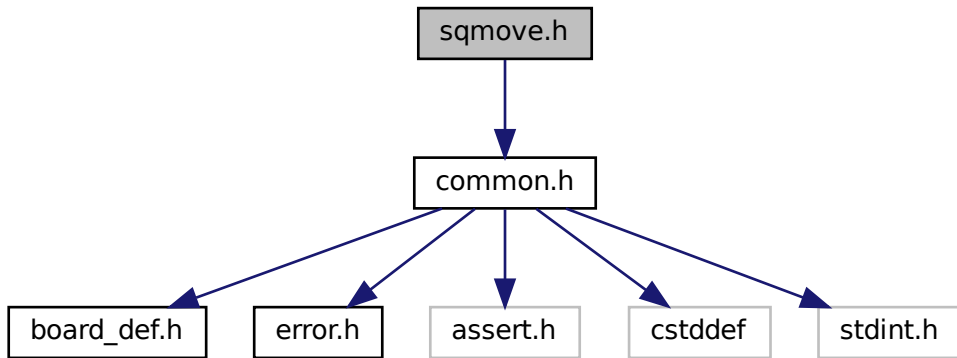 sqmove.h
common.h
board_def.h
error.h
assert.h
cstddef
stdint.h